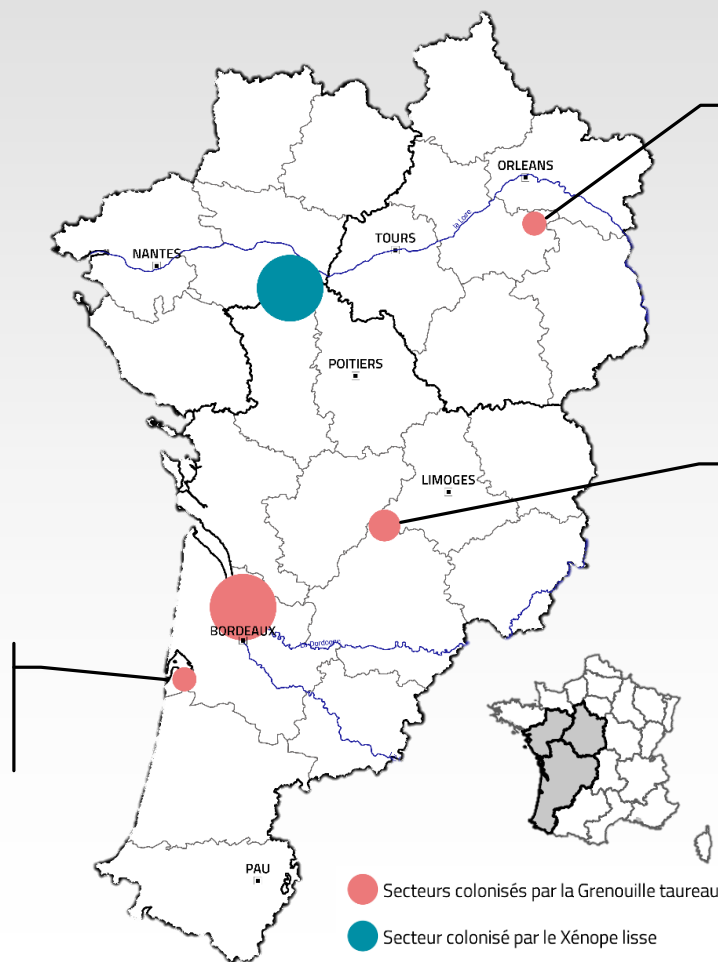 ORLEANS
la Loire
TOURS
NANTES
POITIERS
LIMOGES
BORDEAUX
La Dordogne
PAU
Secteurs colonisés par la Grenouille taureau
Secteur colonisé par le Xénope lisse